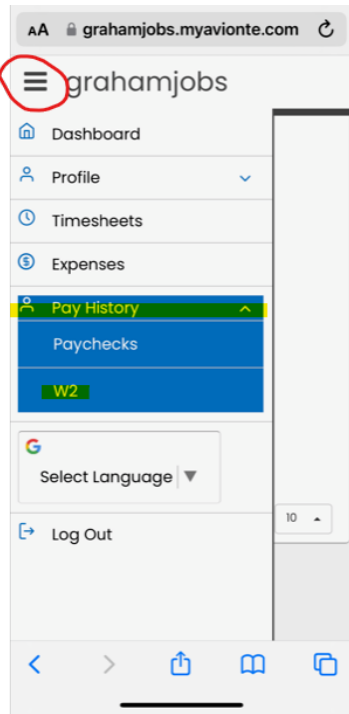 AA grahamjobs.myavionte.com
grahamjobs
Dashboard
Profile
Timesheets
Expenses
Pay History
Paychecks
W2
G
Select Language
Log Out
10